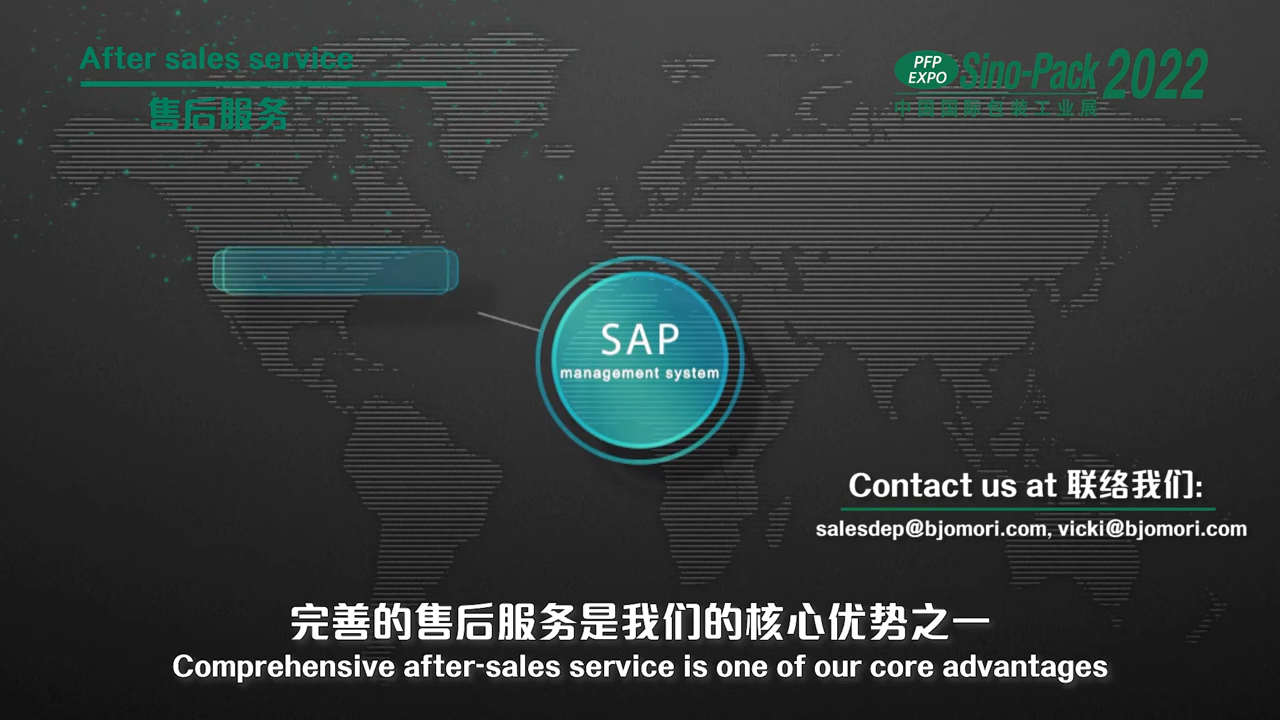 After sales service
售后服务
PFP
EXPO
Sino-Pack 2022
中国国际包装工业展
SAP
management system
Contact us at 联络我们:
salesdep@bjomori.com, vicki@bjomori.com
完善的售后服务是我们的核心优势之一
Comprehensive after-sales service is one of our core advantages